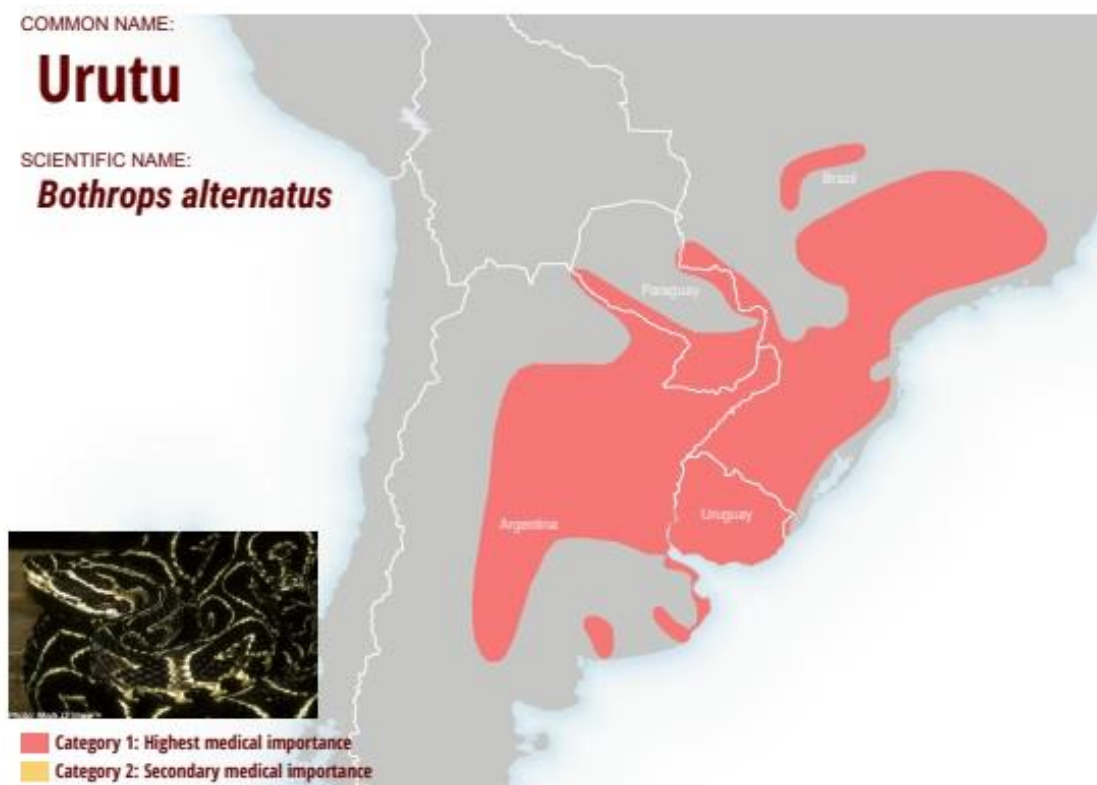 COMMON NAME:
Urutu
SCIENTIFIC NAME:
Bothrops alternatus
Brazil
Paraguay
Argentina
Uruguay
Category 1: Highest medical importance
Category 2: Secondary medical importance